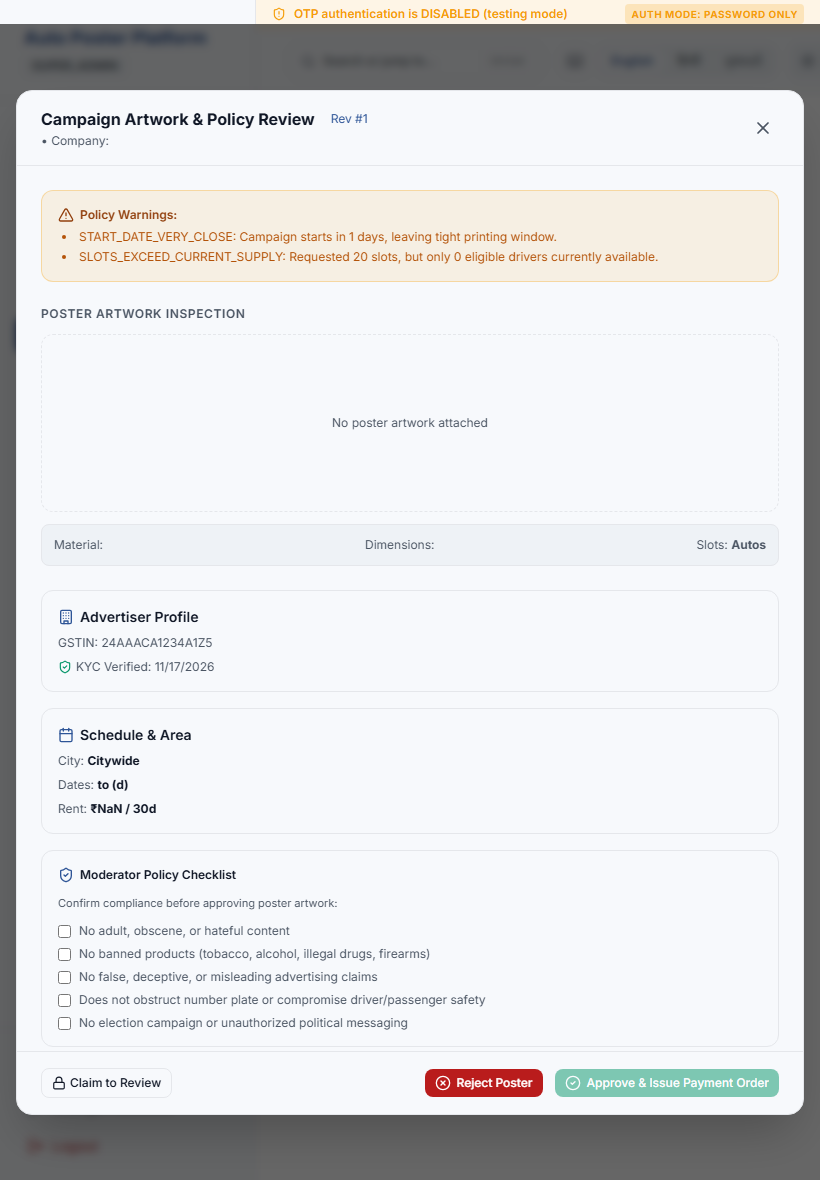 OTP authentication is DISABLED (testing mode)
AUTH MODE: PASSWORD ONLY
Auto Poster Platform
Campaign Artwork & Policy Review Rev #1
• Company:
Policy Warnings:
• START_DATE_VERY_CLOSE: Campaign starts in 1 days, leaving tight printing window.
• SLOTS_EXCEED_CURRENT_SUPPLY: Requested 20 slots, but only 0 eligible drivers currently available.
POSTER ARTWORK INSPECTION
No poster artwork attached
Material: Dimensions: Slots: Autos
Advertiser Profile
GSTIN: 24AAACA1234A1Z5
KYC Verified: 11/17/2026
Schedule & Area
City: Citywide
Dates: to (d)
Rent: ₹NaN / 30d
Moderator Policy Checklist
Confirm compliance before approving poster artwork:
No adult, obscene, or hateful content
No banned products (tobacco, alcohol, illegal drugs, firearms)
No false, deceptive, or misleading advertising claims
Does not obstruct number plate or compromise driver/passenger safety
No election campaign or unauthorized political messaging
Claim to Review
Reject Poster
Approve & Issue Payment Order
Logout